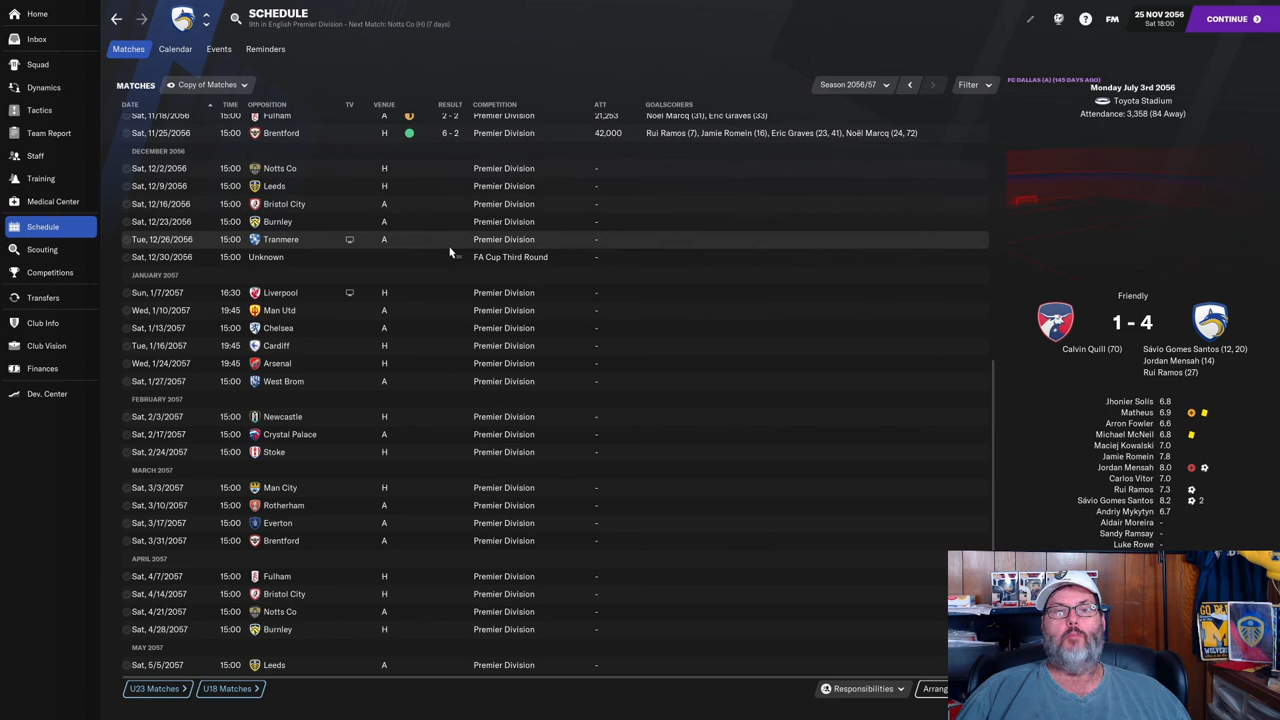 Home
Inbox
Squad
Dynamics
Tactics
Team Report
Staff
Training
Medical Center
Schedule
Scouting
Competitions
Transfers
Club Info
Club Vision
Finances
Dev. Center
SCHEDULE
9th in English Premier Division - Next Match: Notts Co (H) (7 days)
FM
25 NOV 2056
Sat 18:00
CONTINUE
Matches Calendar Events Reminders
MATCHES Copy of Matches Season 2056/57 Filter
DATE TIME OPPOSITION TV VENUE RESULT COMPETITION ATT GOALSCORERS
Sat, 11/18/2056 15:00 Fulham A 2 - 2 Premier Division 21,253 Noël Marcq (31), Eric Graves (33)
Sat, 11/25/2056 15:00 Brentford H 6 - 2 Premier Division 42,000 Rui Ramos (7), Jamie Romein (16), Eric Graves (23, 41), Noël Marcq (24, 72)
DECEMBER 2056
Sat, 12/2/2056 15:00 Notts Co H - Premier Division -
Sat, 12/9/2056 15:00 Leeds H - Premier Division -
Sat, 12/16/2056 15:00 Bristol City A - Premier Division -
Sat, 12/23/2056 15:00 Burnley A - Premier Division -
Tue, 12/26/2056 15:00 Tranmere A Premier Division -
Sat, 12/30/2056 15:00 Unknown FA Cup Third Round -
JANUARY 2057
Sun, 1/7/2057 16:30 Liverpool H Premier Division -
Wed, 1/10/2057 19:45 Man Utd A Premier Division -
Sat, 1/13/2057 15:00 Chelsea A Premier Division -
Tue, 1/16/2057 19:45 Cardiff H Premier Division -
Wed, 1/24/2057 19:45 Arsenal H Premier Division -
Sat, 1/27/2057 15:00 West Brom A Premier Division -
FEBRUARY 2057
Sat, 2/3/2057 15:00 Newcastle H Premier Division -
Sat, 2/17/2057 15:00 Crystal Palace A Premier Division -
Sat, 2/24/2057 15:00 Stoke H Premier Division -
MARCH 2057
Sat, 3/3/2057 15:00 Man City H Premier Division -
Sat, 3/10/2057 15:00 Rotherham A Premier Division -
Sat, 3/17/2057 15:00 Everton A Premier Division -
Sat, 3/31/2057 15:00 Brentford A Premier Division -
APRIL 2057
Sat, 4/7/2057 15:00 Fulham H Premier Division -
Sat, 4/14/2057 15:00 Bristol City H Premier Division -
Sat, 4/21/2057 15:00 Notts Co A Premier Division -
Sat, 4/28/2057 15:00 Burnley H Premier Division -
MAY 2057
Sat, 5/5/2057 15:00 Leeds A Premier Division -
U23 Matches U18 Matches Responsibilities Arrang
FC DALLAS (A) (145 DAYS AGO)
Monday July 3rd 2056
Toyota Stadium
Attendance: 3,358 (84 Away)
Friendly
1 - 4
Calvin Quill (70) Sávio Gomes Santos (12, 20)
Jordan Mensah (14)
Rui Ramos (27)
Jhonier Solís 6.8
Matheus 6.9
Arron Fowler 6.6
Michael McNeil 6.8
Maciej Kowalski 7.0
Jamie Romein 7.8
Jordan Mensah 8.0
Carlos Vitor 7.0
Rui Ramos 7.3
Sávio Gomes Santos 8.2 2
Andriy Mykytyn 6.7
Aldair Moreira -
Sandy Ramsay -
Luke Rowe -
GO BLUE
M
WOLVERINES